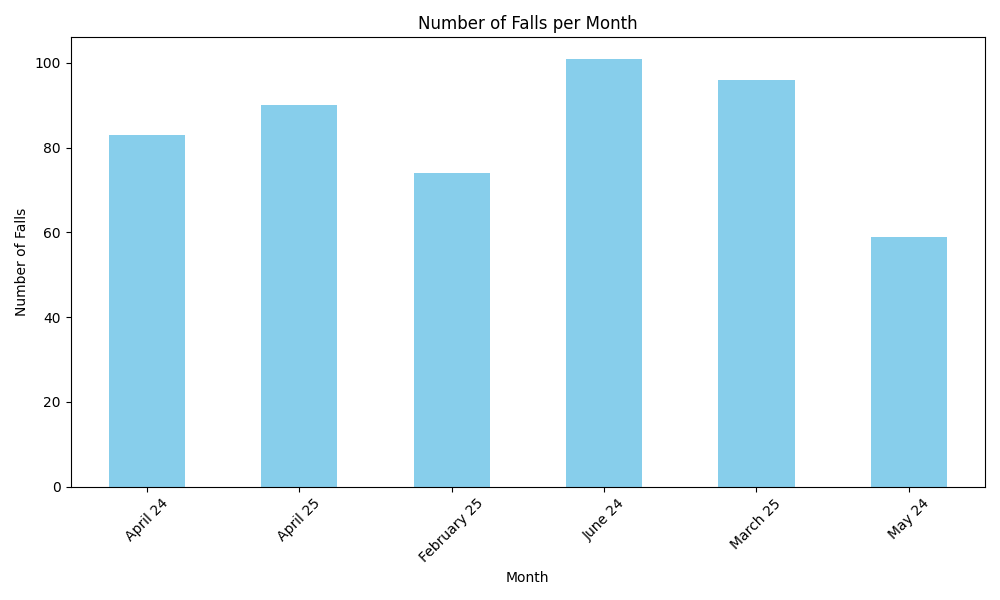 Number of Falls per Month
Number of Falls
100
80
60
40
20
0
April 24
April 25
February 25
June 24
March 25
May 24
Month